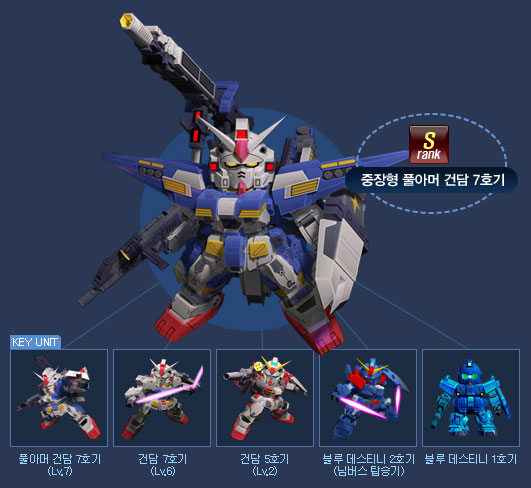 S
rank
중장형 풀아머 건담 7호기
KEY UNIT
풀아머 건담 7호기
(Lv.7)
건담 7호기
(Lv.6)
건담 5호기
(Lv.2)
블루 데스티니 2호기
(님버스 탑승기)
블루 데스티니 1호기